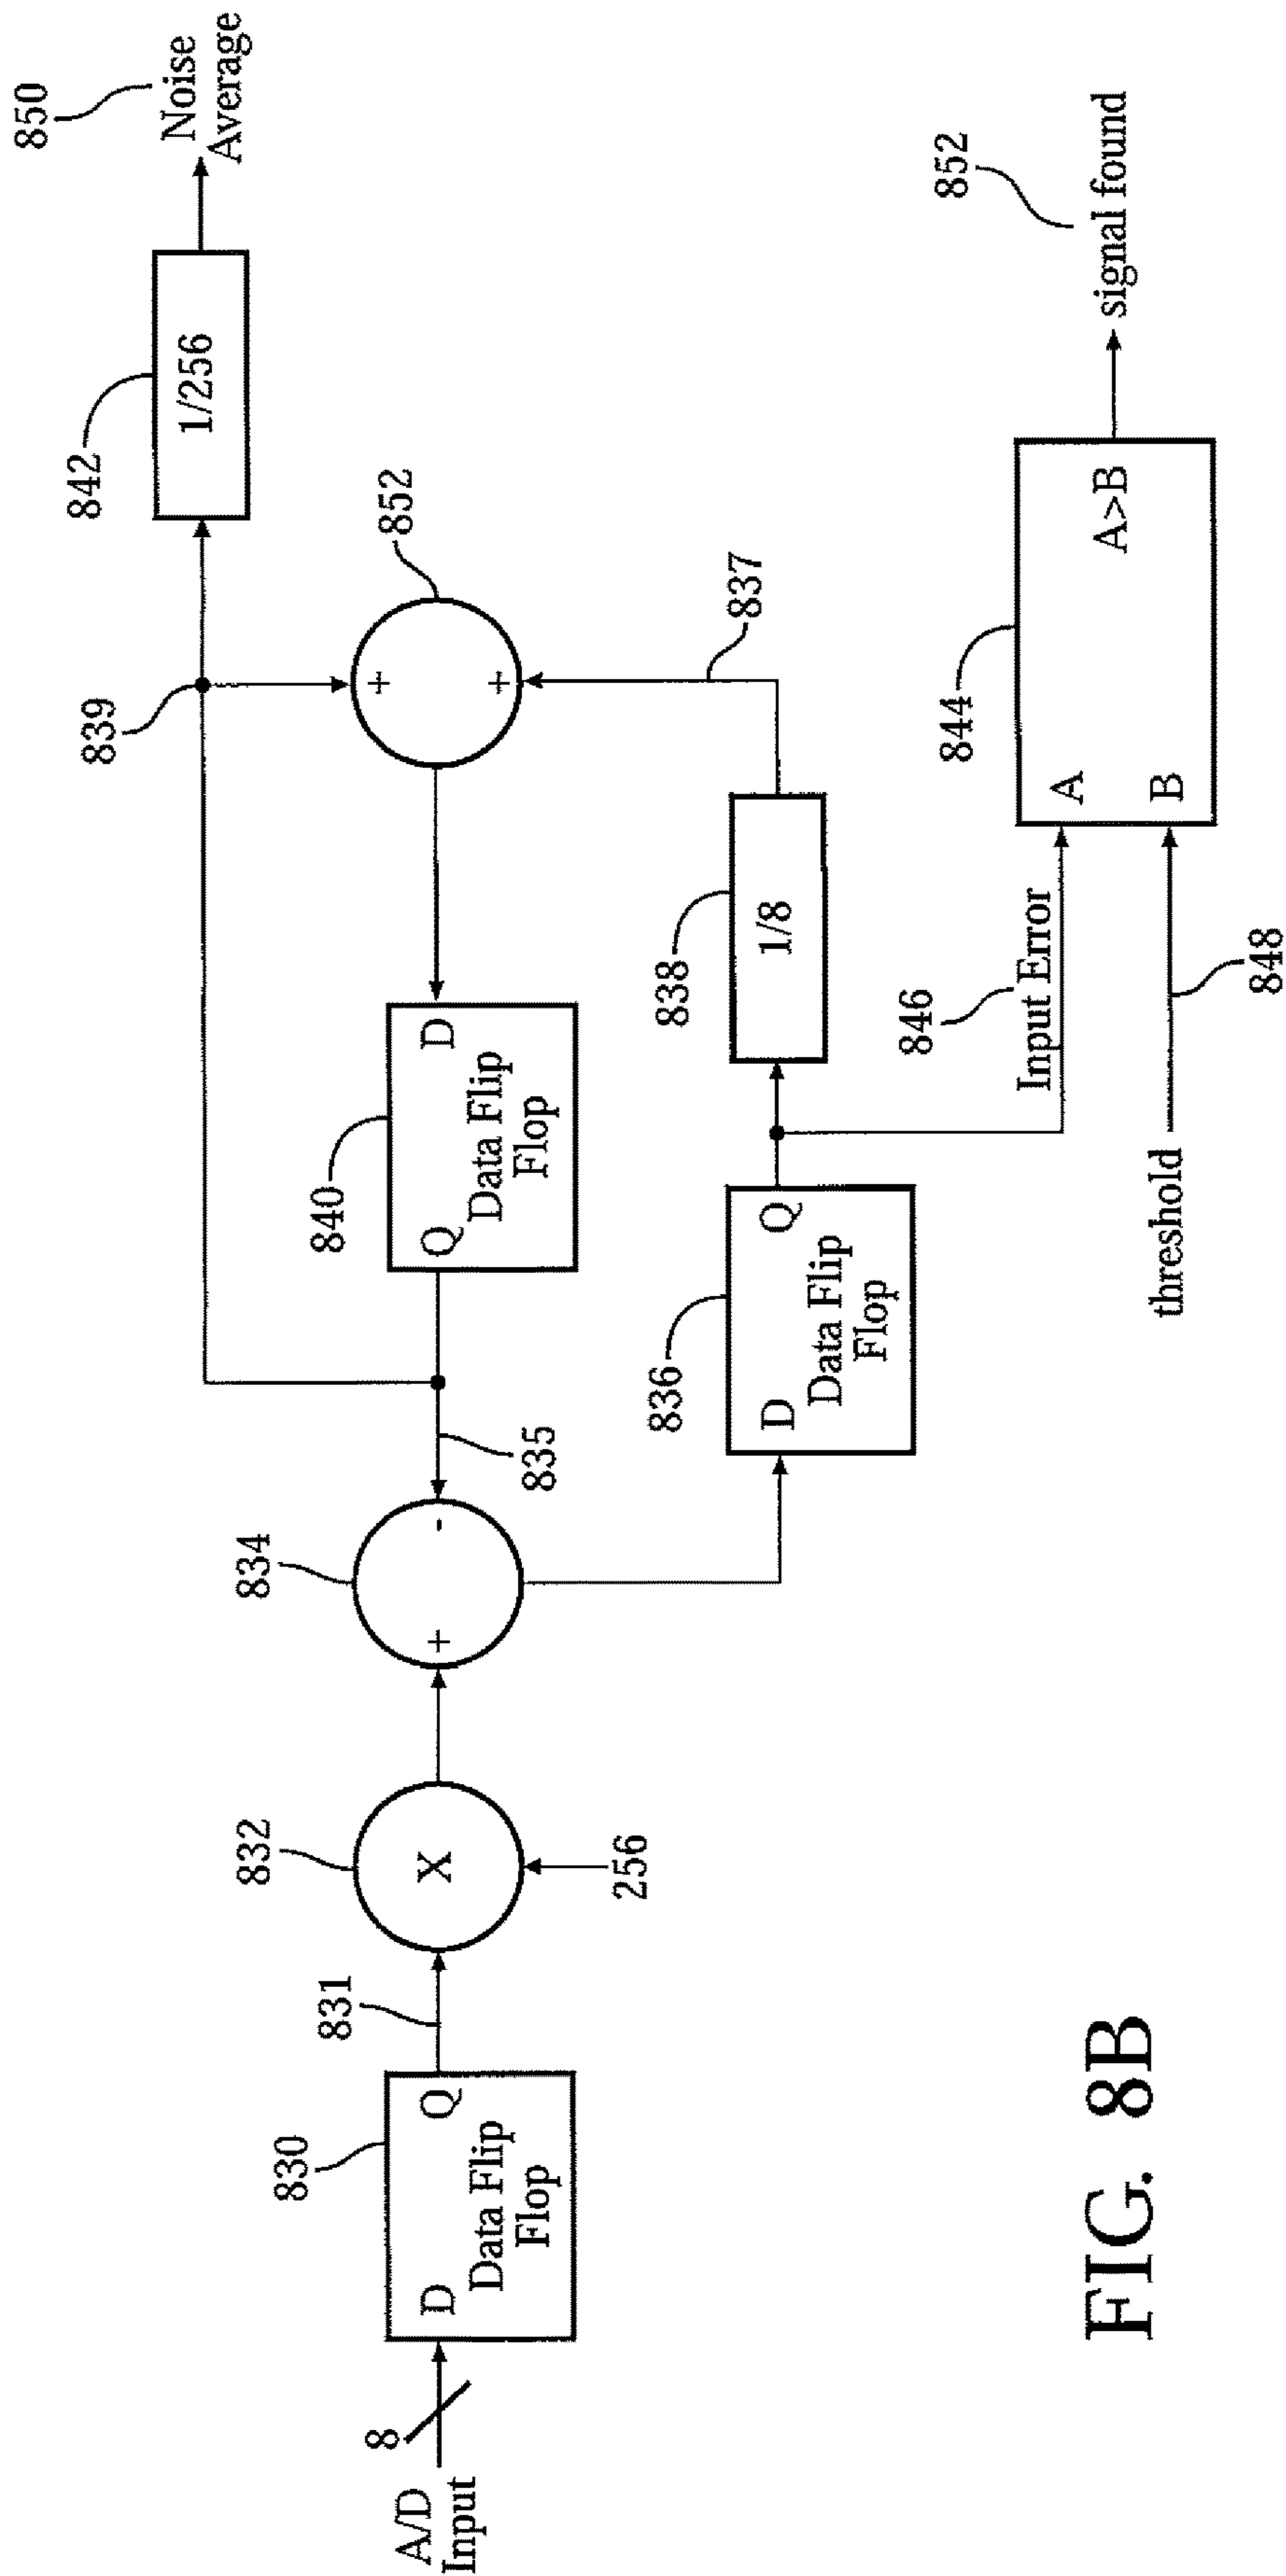 850
Noise
Average
842
1/256
839
852
+
+
837
840
Q
D
Data Flip
Flop
835
834
+
-
832
X
256
831
830
D
Q
Data Flip
Flop
8
A/D
Input
838
1/8
836
D
Q
Data Flip
Flop
846
Input Error
844
A
B
A>B
852
signal found
threshold
848
FIG. 8B